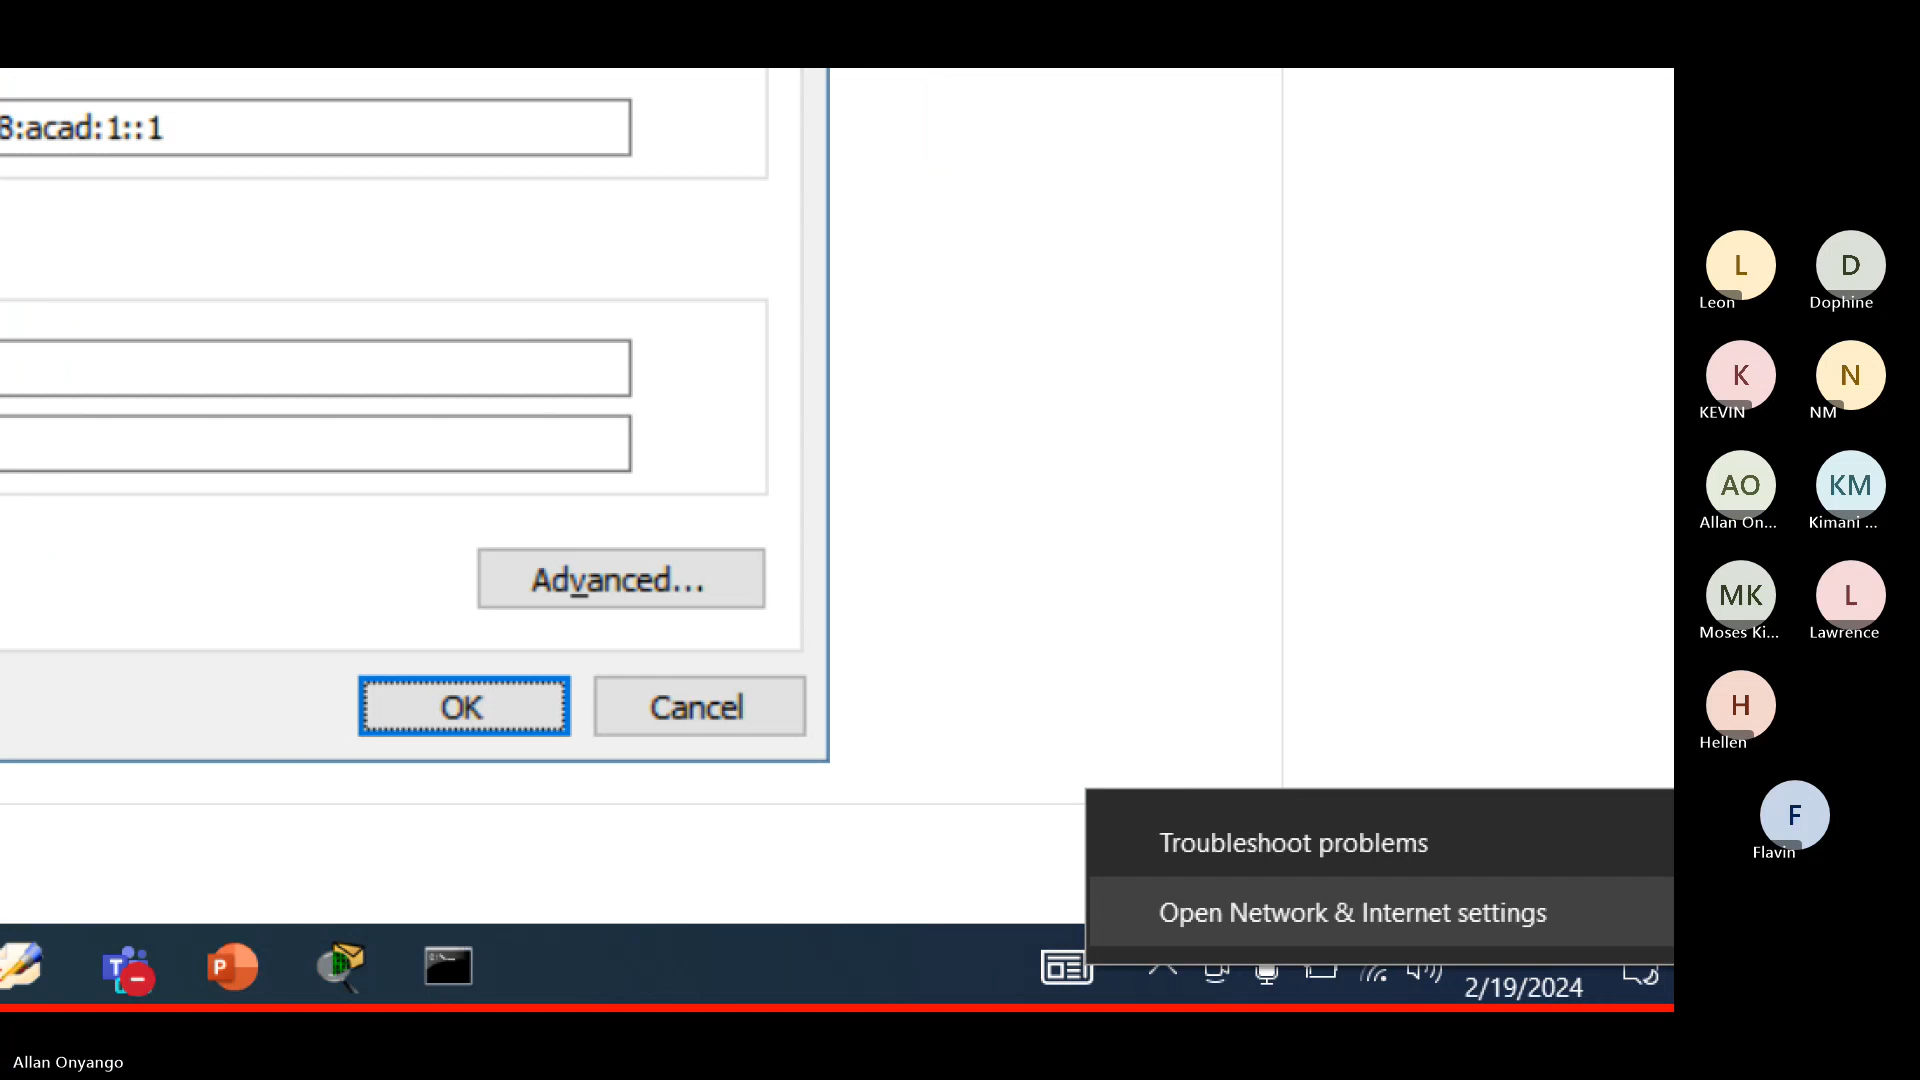 8:acad:1::1
Advanced...
OK
Cancel
Troubleshoot problems
Open Network & Internet settings
2/19/2024
L
Leon
D
Dophine
K
KEVIN
N
NM
AO
Allan On...
KM
Kimani ...
MK
Moses Ki...
L
Lawrence
H
Hellen
F
Flavin
T
P
Allan Onyango